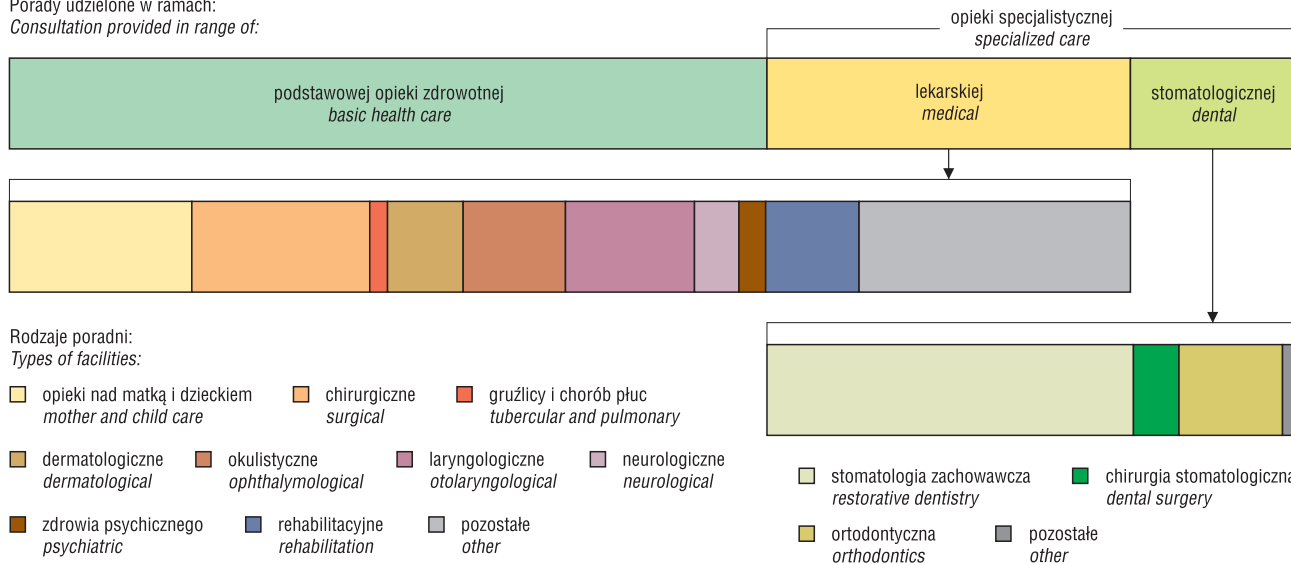 Porady udzielone w ramach:
Consultation provided in range of:
opieki specjalistycznej
specialized care
podstawowej opieki zdrowotnej
basic health care
lekarskiej
medical
stomatologicznej
dental
Rodzaje poradni:
Types of facilities:
opieki nad matką i dzieckiem
mother and child care
chirurgiczne
surgical
gruźlicy i chorób płuc
tubercular and pulmonary
dermatologiczne
dermatological
okulistyczne
ophthalymological
laryngologiczne
otolaryngological
neurologiczne
neurological
zdrowia psychicznego
psychiatric
rehabilitacyjne
rehabilitation
pozostałe
other
stomatologia zachowawcza
restorative dentistry
chirurgia stomatologiczna
dental surgery
ortodontyczna
orthodontics
pozostałe
other